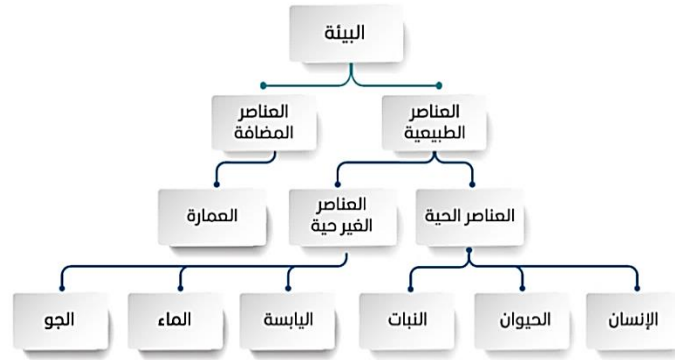 البيئة
العناصر
الطبيعية
العناصر
المضافة
العناصر الحية
العناصر
الغير حية
العمارة
الإنسان
الحيوان
النبات
اليابسة
الماء
الجو